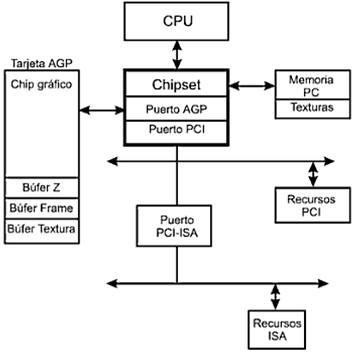 CPU
Tarjeta AGP
Chip gráfico
Búfer Z
Búfer Frame
Búfer Textura
Chipset
Puerto AGP
Puerto PCI
Memoria
PC
Texturas
Recursos
PCI
Puerto
PCI-ISA
Recursos
ISA